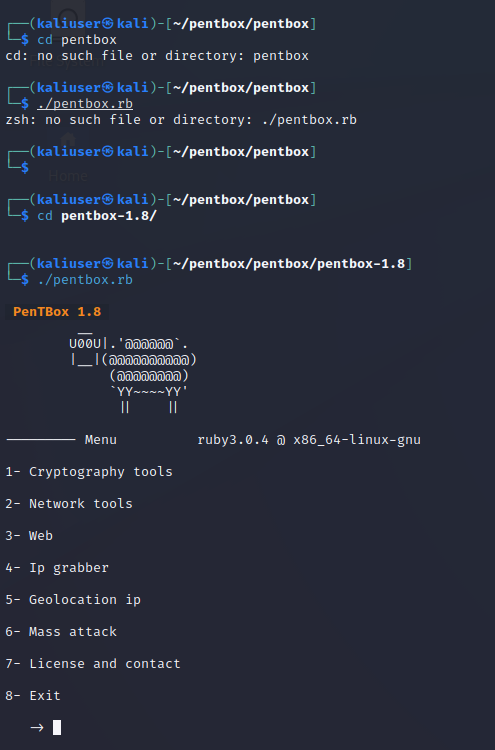 ┌──(kaliuser㉿kali)-[~/pentbox/pentbox]
└─$ cd pentbox
cd: no such file or directory: pentbox
┌──(kaliuser㉿kali)-[~/pentbox/pentbox]
└─$ ./pentbox.rb
zsh: no such file or directory: ./pentbox.rb
┌──(kaliuser㉿kali)-[~/pentbox/pentbox]
└─$
Home
┌──(kaliuser㉿kali)-[~/pentbox/pentbox]
└─$ cd pentbox-1.8/
┌──(kaliuser㉿kali)-[~/pentbox/pentbox/pentbox-1.8]
└─$ ./pentbox.rb
PenTBox 1.8
         __
        U00U|.'@@@@@@`.
        |__|(@@@@@@@@@@)
             (@@@@@@@@)
             `YY~~~~YY'
              ||    ||
--------- Menu          ruby3.0.4 @ x86_64-linux-gnu
1- Cryptography tools
2- Network tools
3- Web
4- Ip grabber
5- Geolocation ip
6- Mass attack
7- License and contact
8- Exit
   ->